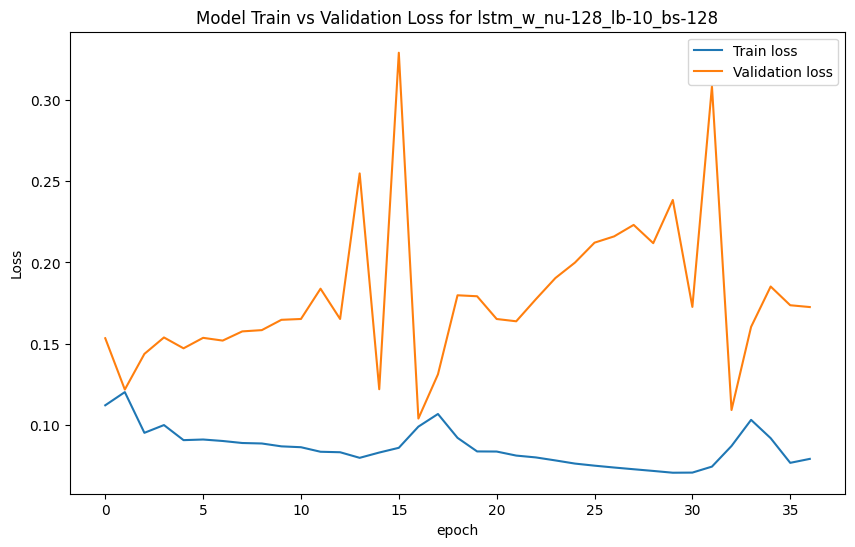 Model Train vs Validation Loss for lstm_w_nu-128_lb-10_bs-128
Train loss
Validation loss
0.30
0.25
0.20
0.15
0.10
Loss
0 5 10 15 20 25 30 35
epoch